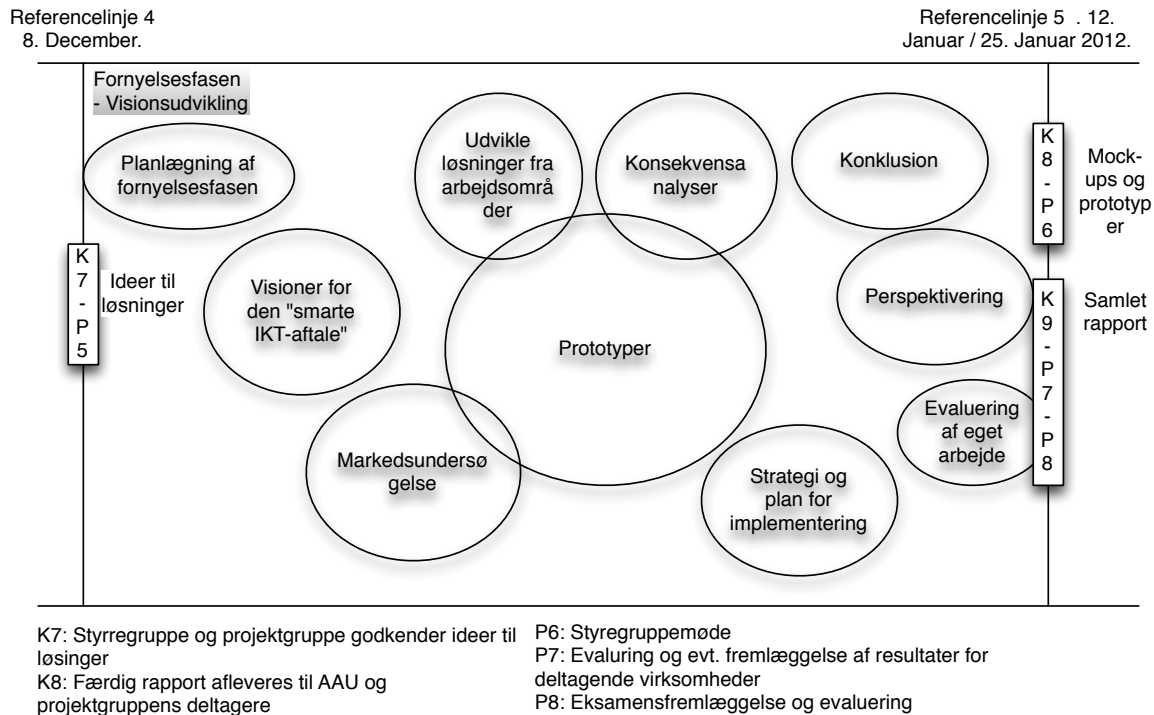 Referencelinje 4
8. December.
Referencelinje 5 . 12.
Januar / 25. Januar 2012.
Fornyelsesfasen
- Visionsudvikling
Planlægning af
fornyelsesfasen
Udvikle
løsninger fra
arbejdsområ
der
Konsekvensa
nalyser
Konklusion
K
8
-
P
6
Mock-
ups og
prototyp
er
K
7
-
P
5
Ideer til
løsninger
Visioner for
den "smarte
IKT-aftale"
Prototyper
Perspektivering
K
9
-
P
7
-
P
8
Samlet
rapport
Markedsundersø
gelse
Strategi og
plan for
implementering
Evaluering
af eget
arbejde
K7: Styrregruppe og projektgruppe godkender ideer til
løsinger
K8: Færdig rapport afleveres til AAU og
projektgruppens deltagere
P6: Styregruppemøde
P7: Evaluring og evt. fremlæggelse af resultater for
deltagende virksomheder
P8: Eksamensfremlæggelse og evaluering